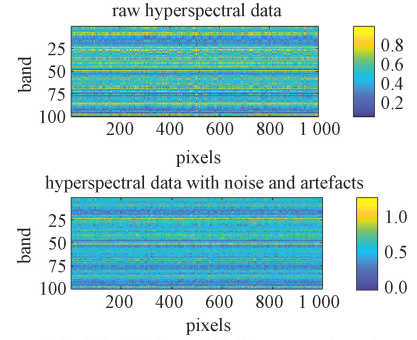 raw hyperspectral data
band
25
50
75
100
200 400 600 800 1 000
pixels
0.8
0.6
0.4
0.2
hyperspectral data with noise and artefacts
band
25
50
75
100
200 400 600 800 1 000
pixels
1.0
0.5
0.0